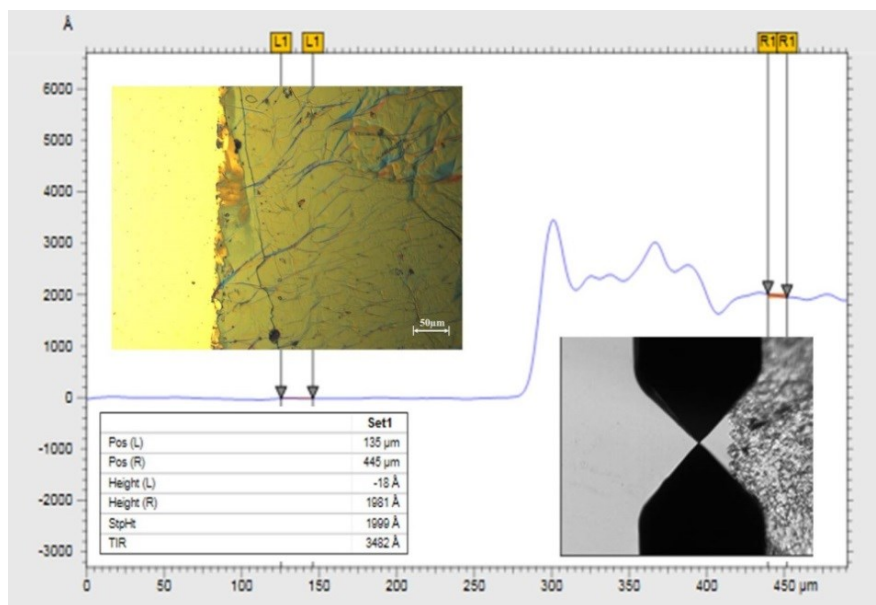 Å
L1 L1 R1 R1
6000
5000
4000
3000
2000
1000
0
-1000
-2000
-3000
50µm
Set1
Pos (L) 135 µm
Pos (R) 445 µm
Height (L) -18 Å
Height (R) 1981 Å
StpHt 1999 Å
TIR 3482 Å
0 50 100 150 200 250 300 350 400 450 µm